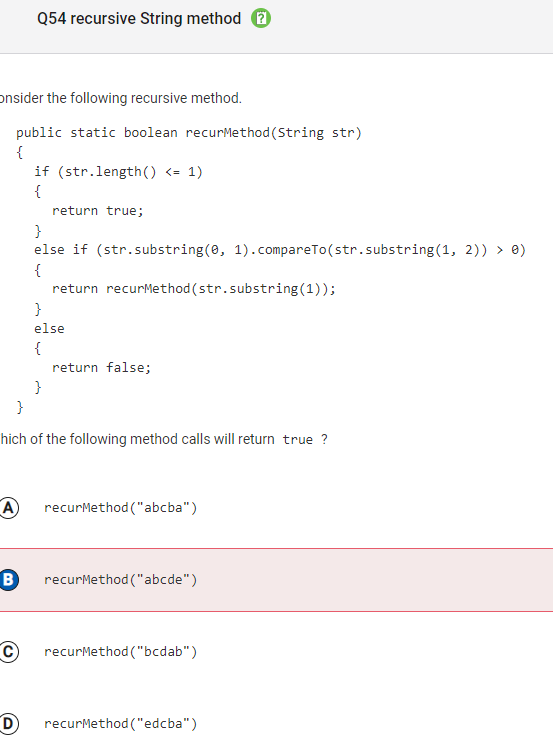 Q54 recursive String method ?
onsider the following recursive method.
public static boolean recurMethod(String str)
{
if (str.length() <= 1)
{
return true;
}
else if (str.substring(0, 1).compareTo(str.substring(1, 2)) > 0)
{
return recurMethod(str.substring(1));
}
else
{
return false;
}
}
hich of the following method calls will return true ?
A recurMethod("abcba")
B recurMethod("abcde")
C recurMethod("bcdab")
D recurMethod("edcba")